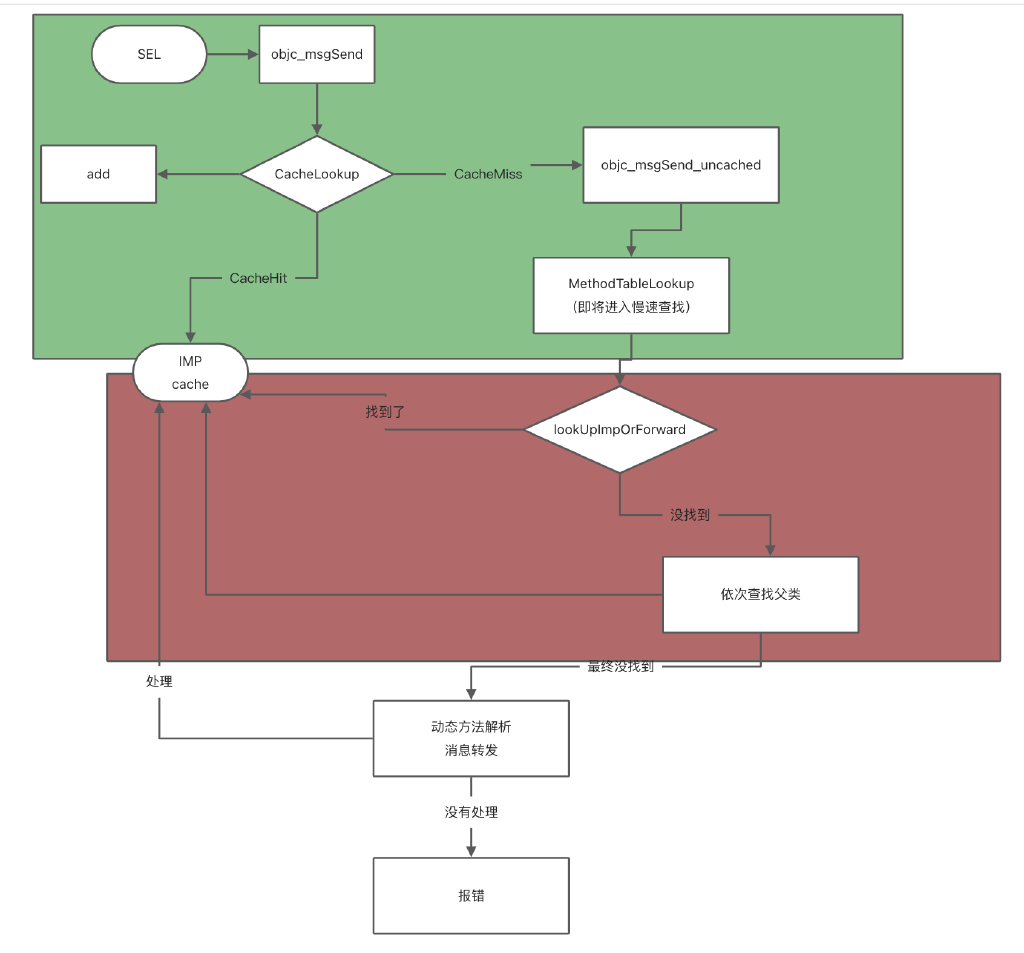 SEL
objc_msgSend
add
CacheLookup
CacheMiss
objc_msgSend_uncached
CacheHit
MethodTableLookup
（即将进入慢速查找）
IMP
cache
找到了
lookUpImpOrForward
没找到
依次查找父类
最终没找到
处理
动态方法解析
消息转发
没有处理
报错